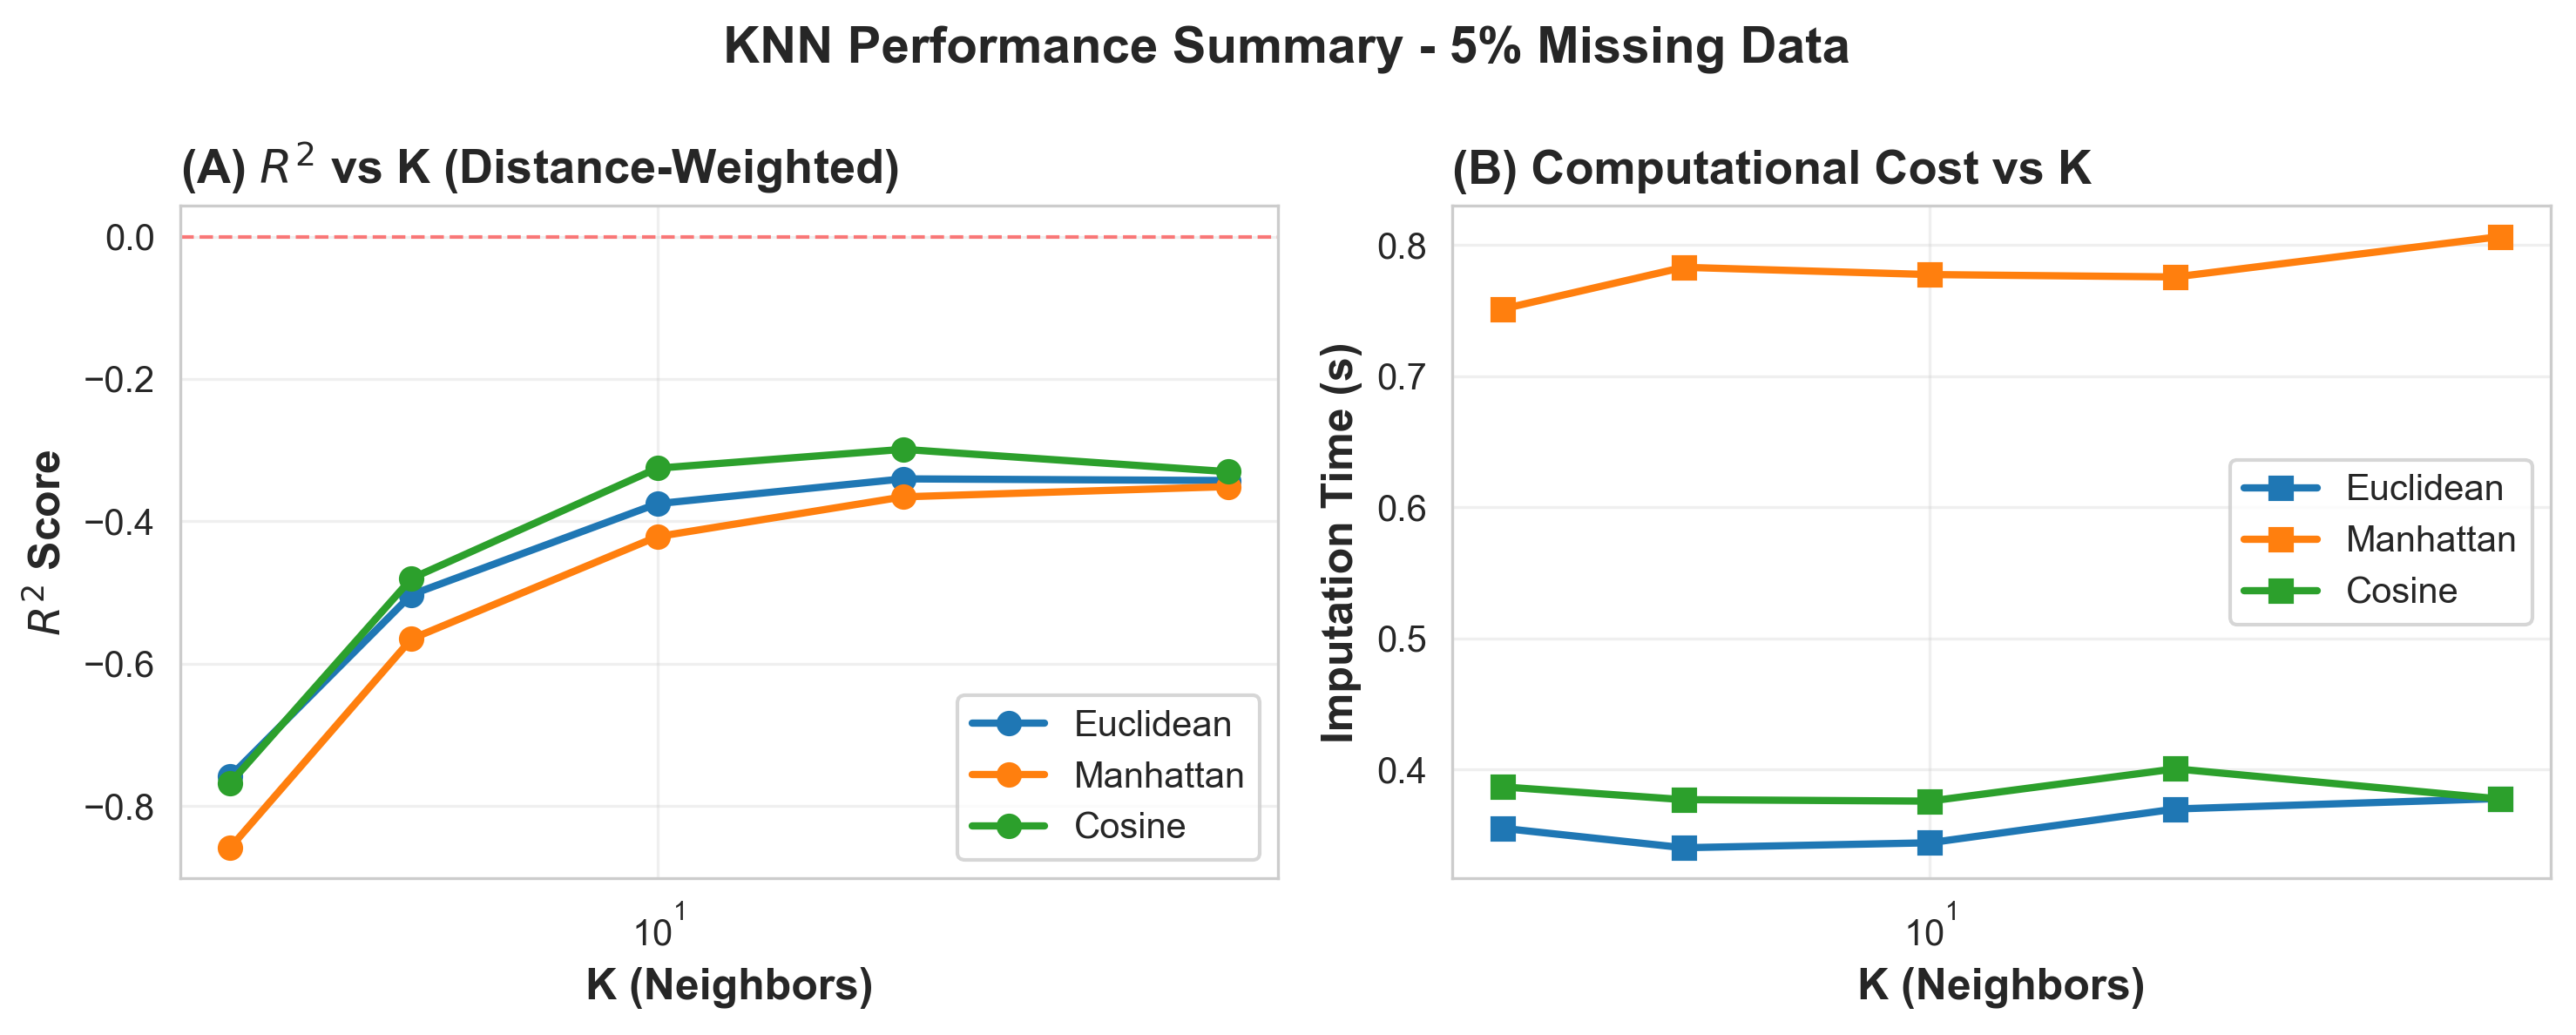 KNN Performance Summary - 5% Missing Data
(A) R² vs K (Distance-Weighted)
0.0
−0.2
−0.4
−0.6
−0.8
R² Score
10¹
K (Neighbors)
Euclidean
Manhattan
Cosine
(B) Computational Cost vs K
0.8
0.7
0.6
0.5
0.4
Imputation Time (s)
10¹
K (Neighbors)
Euclidean
Manhattan
Cosine